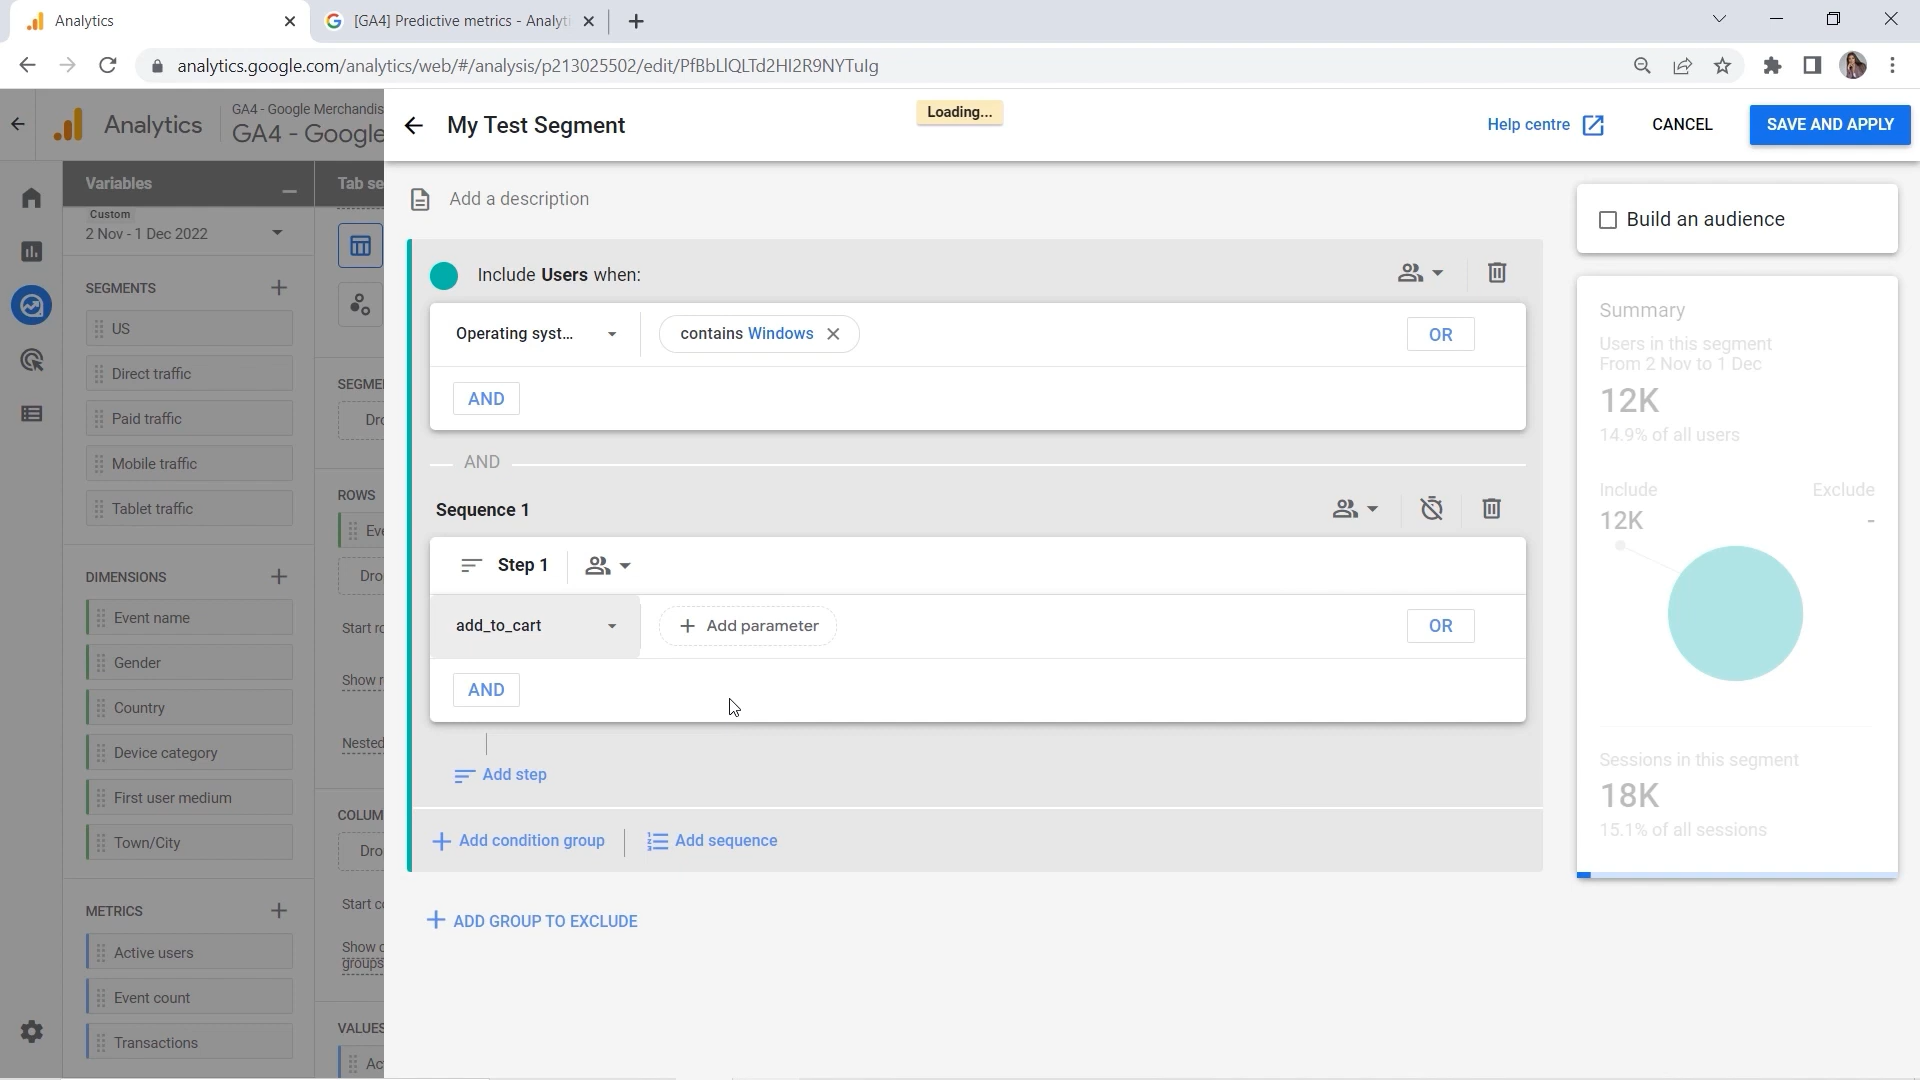 Analytics
[GA4] Predictive metrics - Analyti
analytics.google.com/analytics/web/#/analysis/p213025502/edit/PfBbLlQLTd2HI2R9NYTuIg
Analytics
GA4 - Google Merchandis
GA4 - Google
My Test Segment
Loading...
Help centre
CANCEL
SAVE AND APPLY
Variables
Custom
2 Nov - 1 Dec 2022
SEGMENTS
US
Direct traffic
Paid traffic
Mobile traffic
Tablet traffic
DIMENSIONS
Event name
Gender
Country
Device category
First user medium
Town/City
METRICS
Active users
Event count
Transactions
Tab se
SEGME
Dro
ROWS
Eve
Dro
Start ro
Show r
Nested
COLUM
Dro
Start co
Show c
groups
VALUES
Act
Add a description
Include Users when:
Operating syst...
contains Windows
OR
AND
AND
Sequence 1
Step 1
add_to_cart
Add parameter
OR
AND
Add step
Add condition group
Add sequence
ADD GROUP TO EXCLUDE
Build an audience
Summary
Users in this segment
From 2 Nov to 1 Dec
12K
14.9% of all users
Include
Exclude
12K
-
Sessions in this segment
18K
15.1% of all sessions